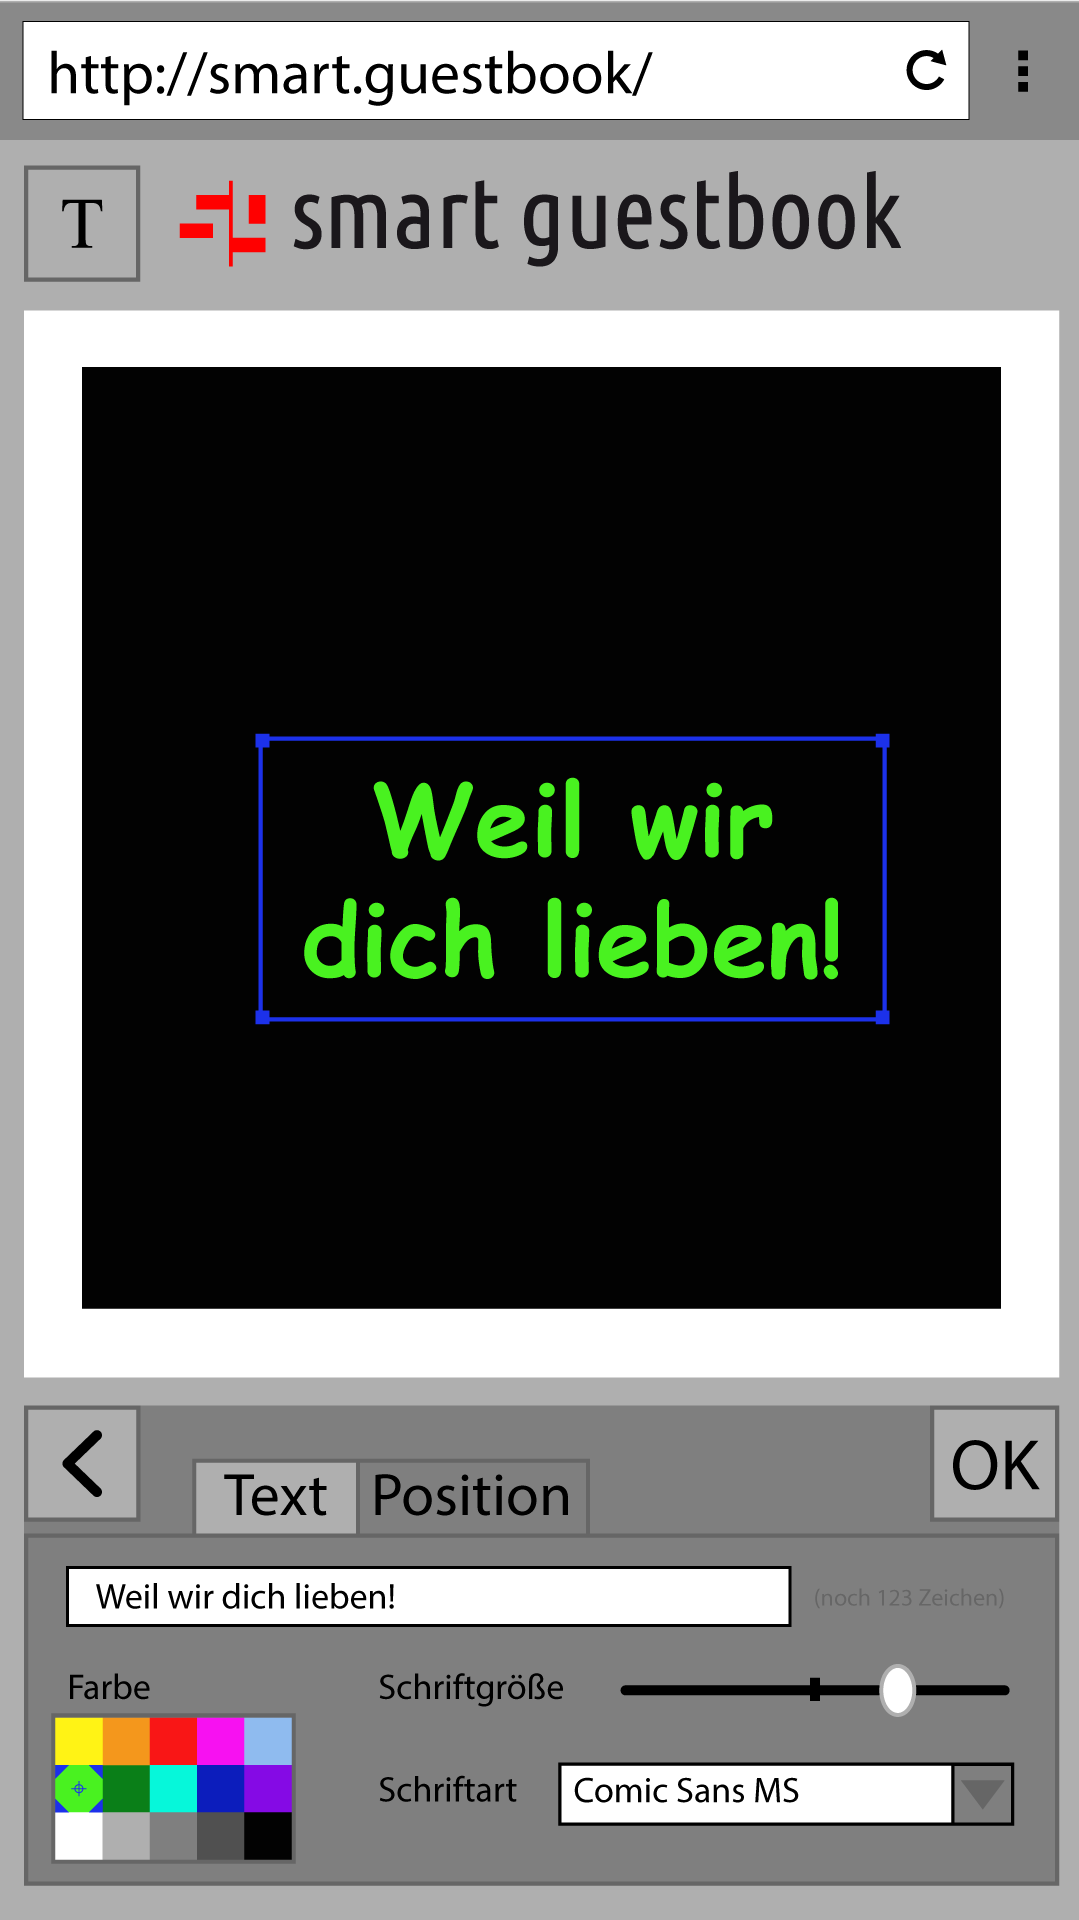 http://smart.guestbook/
T
smart guestbook
Weil wir
dich lieben!
OK
Text Position
Weil wir dich lieben! (noch 123 Zeichen)
Farbe Schriftgröße
Schriftart Comic Sans MS